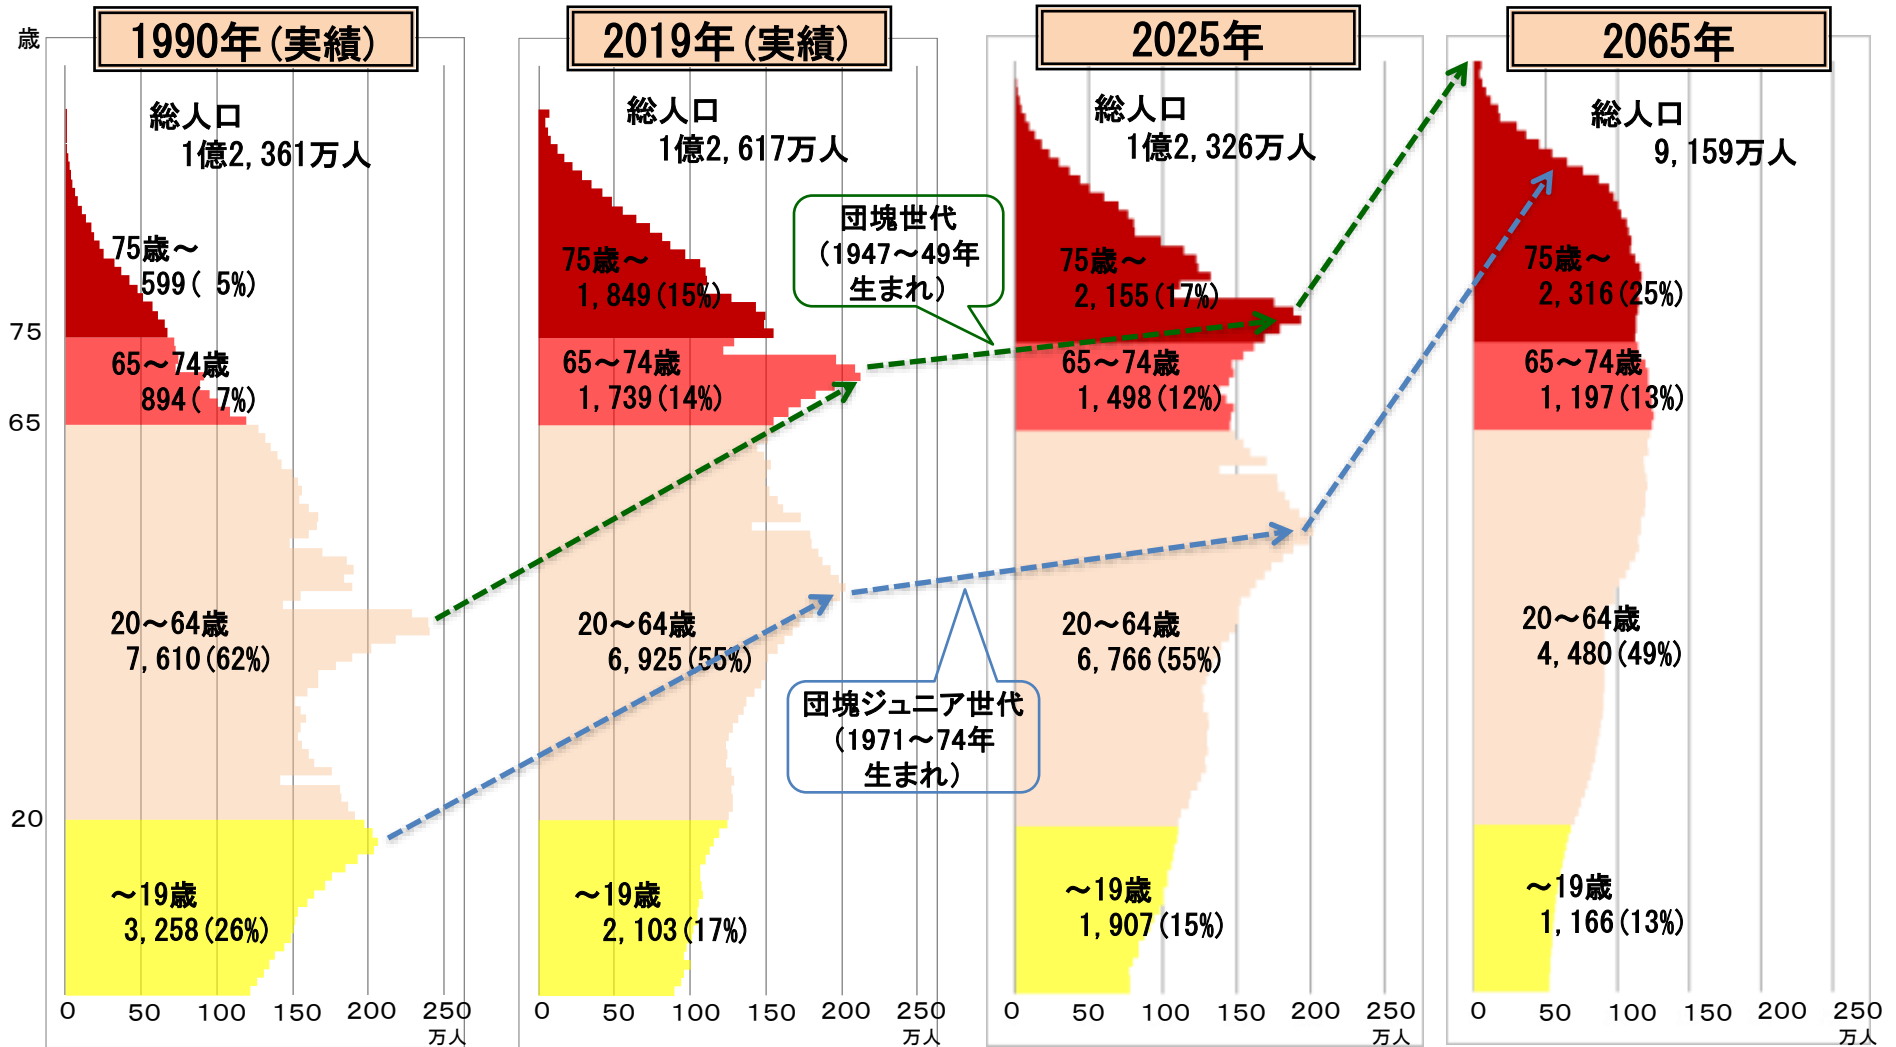 歳
75
65
20
1990年(実績)
総人口
1億2,361万人
75歳～
599( 5%)
65～74歳
894( 7%)
20～64歳
7,610(62%)
～19歳
3,258(26%)
0 50 100 150 200 250
万人
2019年(実績)
総人口
1億2,617万人
75歳～
1,849(15%)
65～74歳
1,739(14%)
20～64歳
6,925(55%)
～19歳
2,103(17%)
0 50 100 150 200 250
万人
団塊世代
(1947～49年
生まれ)
団塊ジュニア世代
(1971～74年
生まれ)
2025年
総人口
1億2,326万人
75歳～
2,155(17%)
65～74歳
1,498(12%)
20～64歳
6,766(55%)
～19歳
1,907(15%)
0 50 100 150 200 250
万人
2065年
総人口
9,159万人
75歳～
2,316(25%)
65～74歳
1,197(13%)
20～64歳
4,480(49%)
～19歳
1,166(13%)
0 50 100 150 200 250
万人